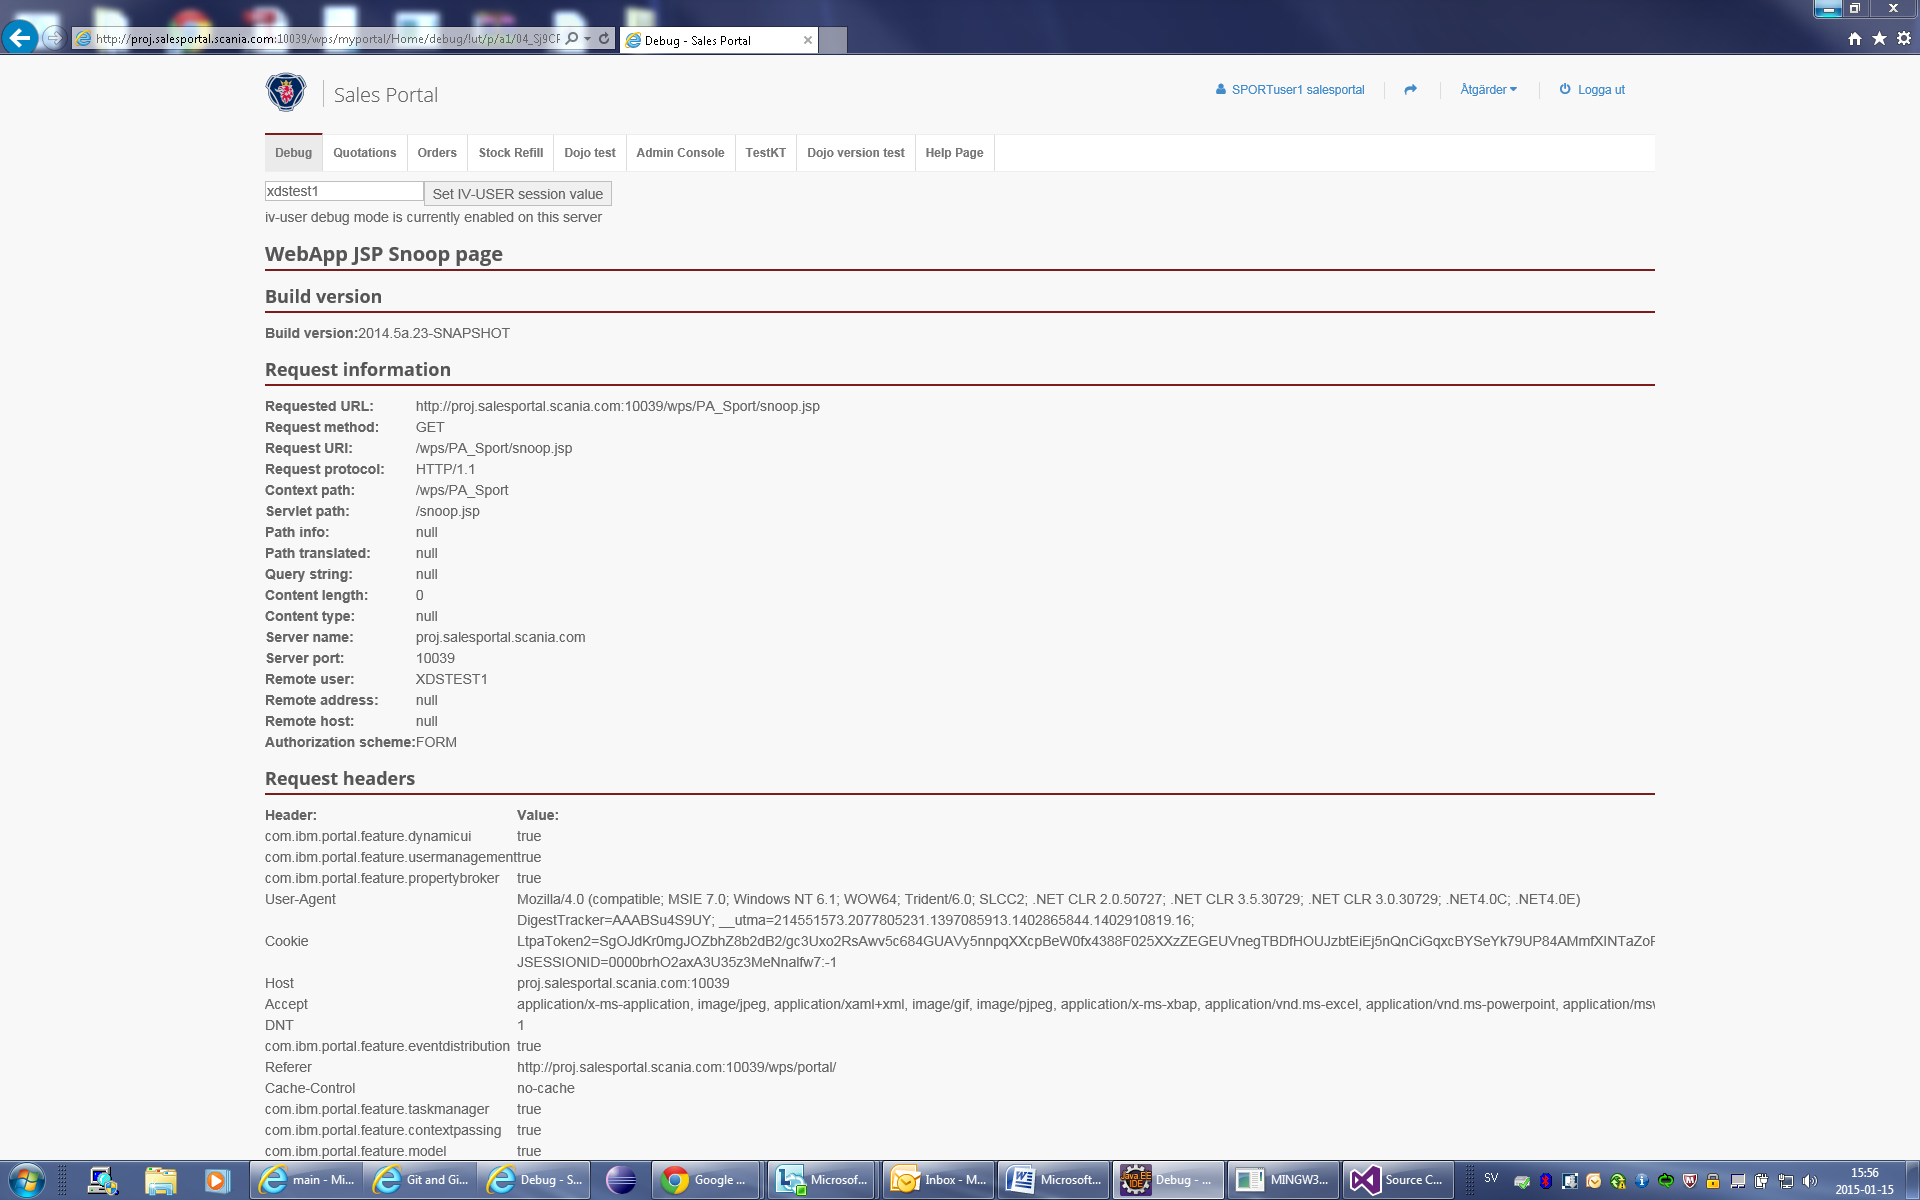 http://proj.salesportal.scania.com:10039/wps/myportal/Home/debug/!ut/p/a1/04_Sj9CF
Debug - Sales Portal
Sales Portal
SPORTuser1 salesportal
Åtgärder
Logga ut
Debug Quotations Orders Stock Refill Dojo test Admin Console TestKT Dojo version test Help Page
xdstest1 Set IV-USER session value
iv-user debug mode is currently enabled on this server
WebApp JSP Snoop page
Build version
Build version:2014.5a.23-SNAPSHOT
Request information
Requested URL: http://proj.salesportal.scania.com:10039/wps/PA_Sport/snoop.jsp
Request method: GET
Request URI: /wps/PA_Sport/snoop.jsp
Request protocol: HTTP/1.1
Context path: /wps/PA_Sport
Servlet path: /snoop.jsp
Path info: null
Path translated: null
Query string: null
Content length: 0
Content type: null
Server name: proj.salesportal.scania.com
Server port: 10039
Remote user: XDSTEST1
Remote address: null
Remote host: null
Authorization scheme:FORM
Request headers
Header: Value:
com.ibm.portal.feature.dynamicui true
com.ibm.portal.feature.usermanagement true
com.ibm.portal.feature.propertybroker true
User-Agent Mozilla/4.0 (compatible; MSIE 7.0; Windows NT 6.1; WOW64; Trident/6.0; SLCC2; .NET CLR 2.0.50727; .NET CLR 3.5.30729; .NET CLR 3.0.30729; .NET4.0C; .NET4.0E)
DigestTracker=AAABSu4S9UY; __utma=214551573.2077805231.1397085913.1402865844.1402910819.16;
Cookie LtpaToken2=SgOJdKr0mgJOZbhZ8b2dB2/gc3Uxo2RsAwv5c684GUAVy5nnpqXXcpBeW0fx4388F025XXzZEGEUVnegTBDfHOUJzbtEiEj5nQnCiGqxcBYSeYk79UP84AMmfXINTaZoF
JSESSIONID=0000brhO2axA3U35z3MeNnalfw7:-1
Host proj.salesportal.scania.com:10039
Accept application/x-ms-application, image/jpeg, application/xaml+xml, image/gif, image/pjpeg, application/x-ms-xbap, application/vnd.ms-excel, application/vnd.ms-powerpoint, application/msw
DNT 1
com.ibm.portal.feature.eventdistribution true
Referer http://proj.salesportal.scania.com:10039/wps/portal/
Cache-Control no-cache
com.ibm.portal.feature.taskmanager true
com.ibm.portal.feature.contextpassing true
com.ibm.portal.feature.model true
main - Mi... Git and Gi... Debug - S... Google ... Microsof... Inbox - M... Microsoft... Debug - ... MINGW3... Source C... SV 15:56
2015-01-15